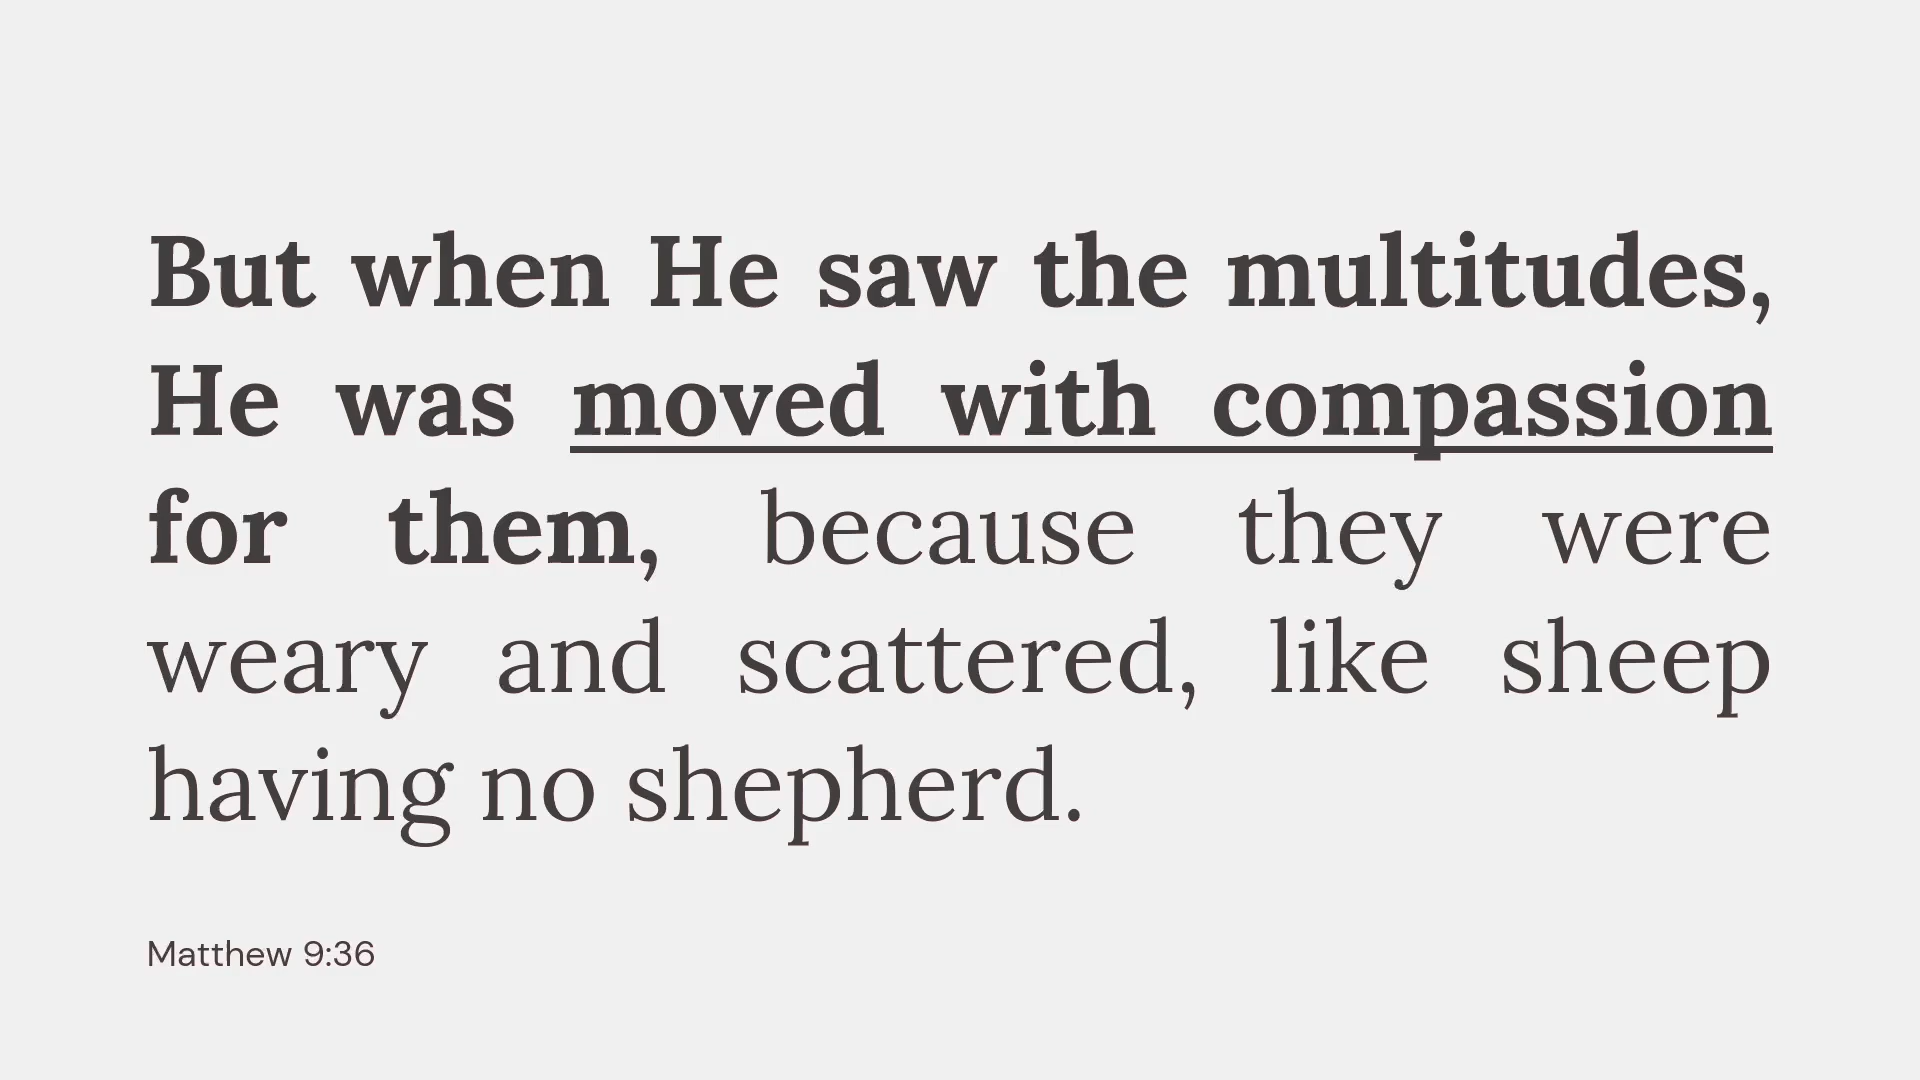 But when He saw the multitudes,
He was moved with compassion
for them, because they were
weary and scattered, like sheep
having no shepherd.
Matthew 9:36